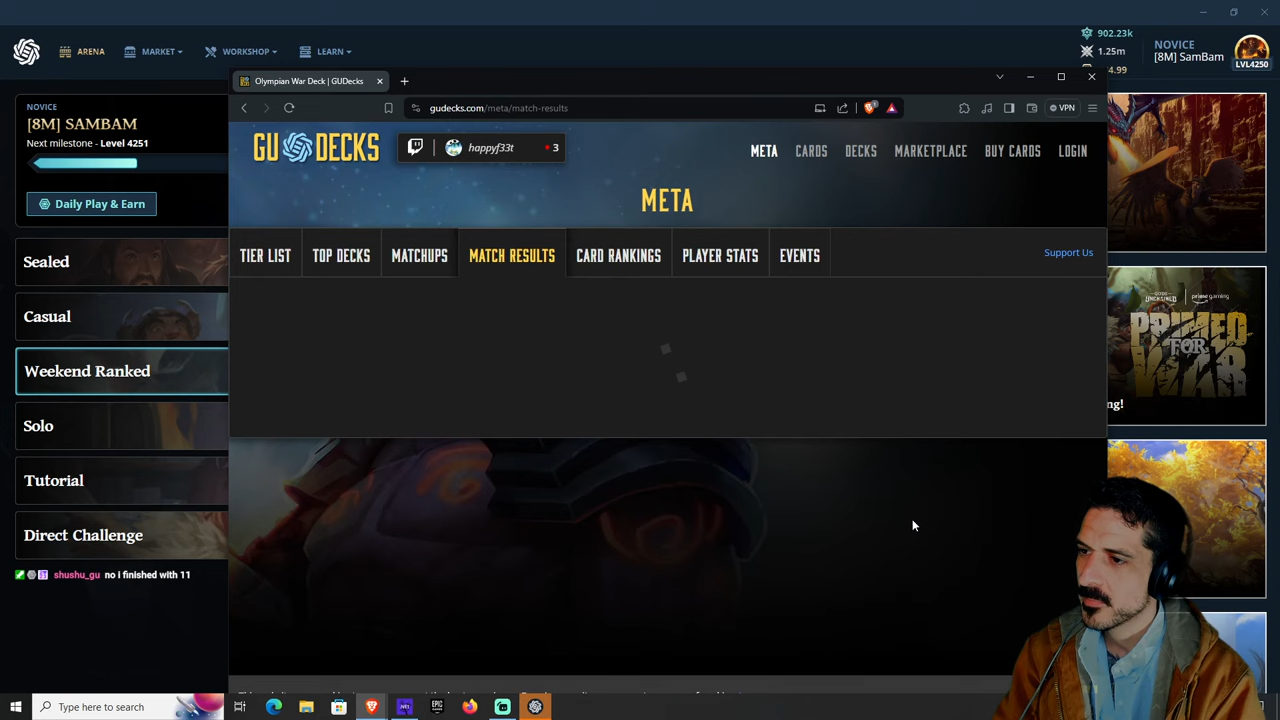 ARENA
MARKET
WORKSHOP
LEARN
902.23k
1.25m
4.99
NOVICE
[8M] SamBam
LVL4250
Olympian War Deck | GUDecks
gudecks.com/meta/match-results
VPN
NOVICE
[8M] SAMBAM
Next milestone - Level 4251
Daily Play & Earn
GU DECKS
happyf33t
3
META
CARDS
DECKS
MARKETPLACE
BUY CARDS
LOGIN
META
TIER LIST
TOP DECKS
MATCHUPS
MATCH RESULTS
CARD RANKINGS
PLAYER STATS
EVENTS
Support Us
Sealed
Casual
Weekend Ranked
Solo
Tutorial
Direct Challenge
shushu_gu no i finished with 11
GODS UNCHAINED
prime gaming
PRIMED
FOR
WAR
ng!
Type here to search